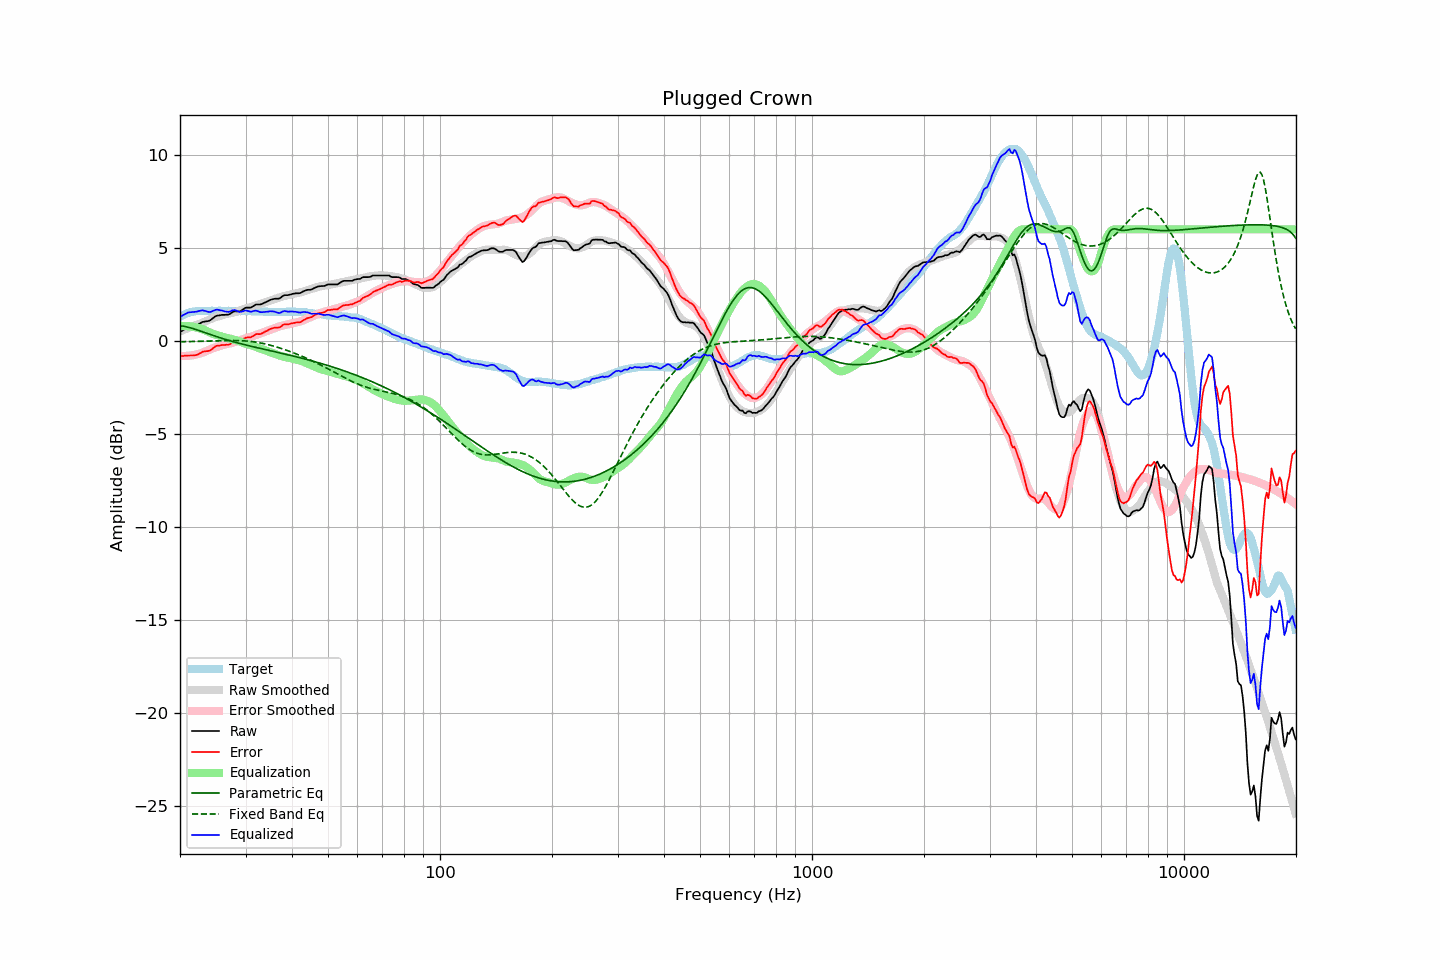 Plugged Crown
Amplitude (dBr)
10
5
0
−5
−10
−15
−20
−25
Target
Raw Smoothed
Error Smoothed
Raw
Error
Equalization
Parametric Eq
Fixed Band Eq
Equalized
100
1000
10000
Frequency (Hz)